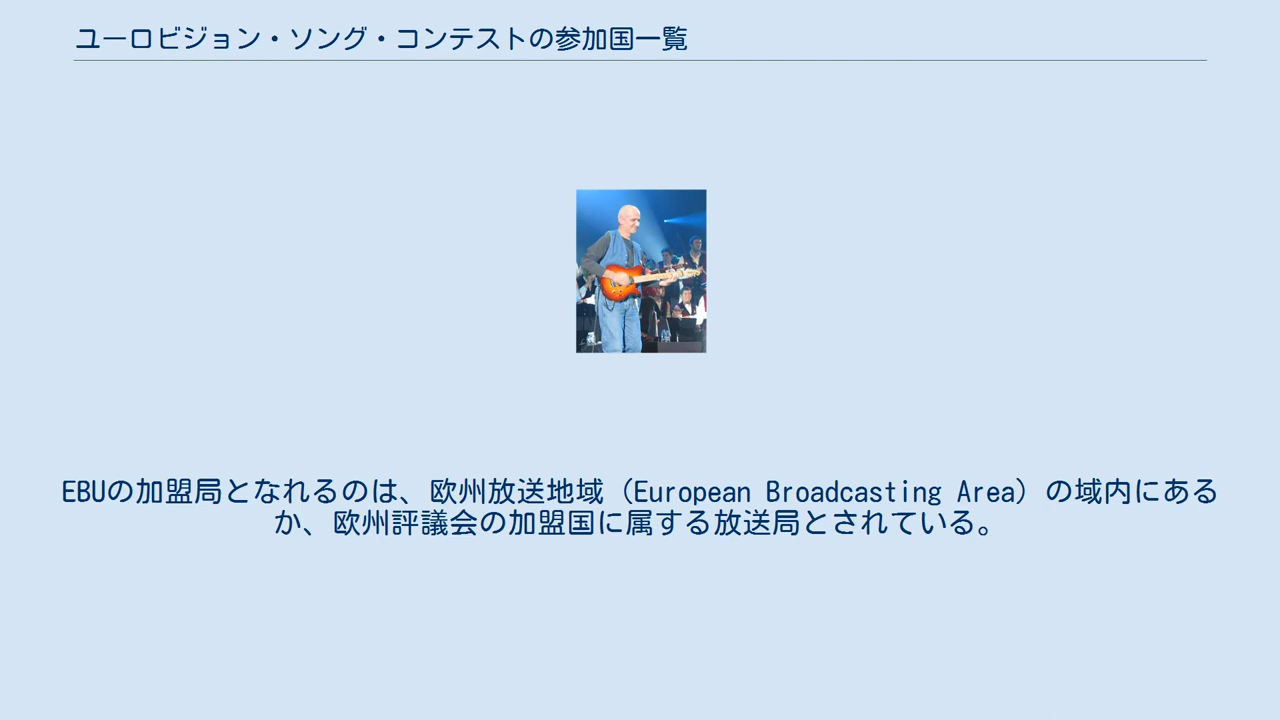 ユーロビジョン・ソング・コンテストの参加国一覧
EBUの加盟局となれるのは、欧州放送地域（European Broadcasting Area）の域内にある
か、欧州評議会の加盟国に属する放送局とされている。